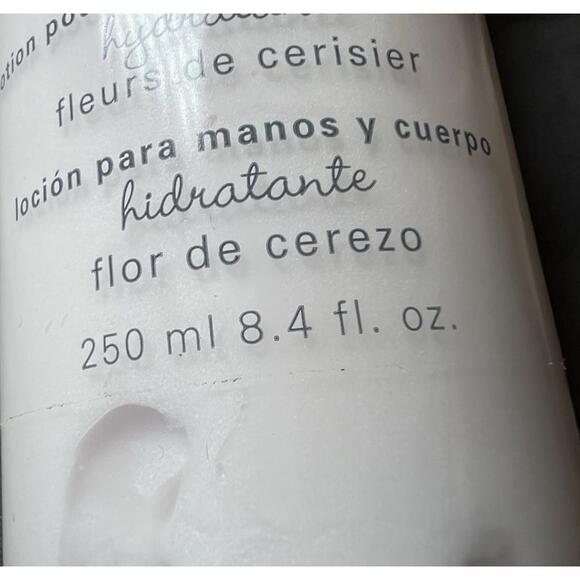 fleurs de cerisier
loción para manos y cuerpo
hidratante
flor de cerezo
250 ml 8.4 fl. oz.